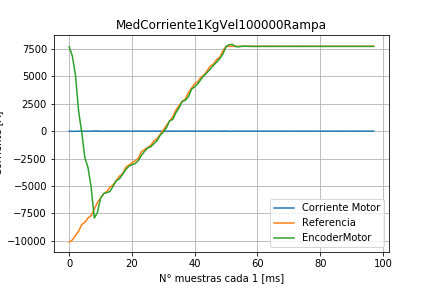 MedCorriente1KgVel100000Rampa
7500
5000
2500
0
−2500
−5000
−7500
−10000
Corriente Motor
Referencia
EncoderMotor
0 20 40 60 80 100
N° muestras cada 1 [ms]